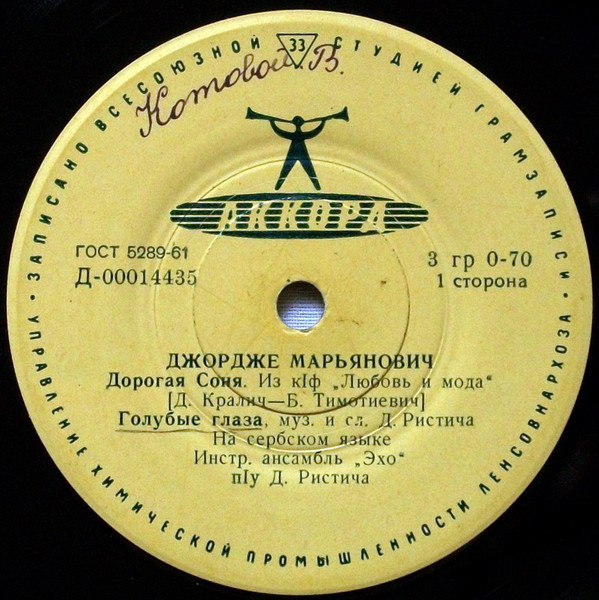 ЗАПИСАНО ВСЕСОЮЗНОЙ СТУДИЕЙ ГРАМЗАПИСИ
33
Котовой В.
АККОРД
ГОСТ 5289-61
Д-00014435
3 гр 0-70
1 сторона
ДЖОРДЖЕ МАРЬЯНОВИЧ
Дорогая Соня. Из к|ф „Любовь и мода“
[Д. Кралич—Б. Тимотиевич]
Голубые глаза, муз. и сл. Д. Ристича
На сербском языке
Инстр. ансамбль „Эхо“
п|у Д. Ристича
УПРАВЛЕНИЕ ХИМИЧЕСКОЙ ПРОМЫШЛЕННОСТИ ЛЕНСОВНАРХОЗА